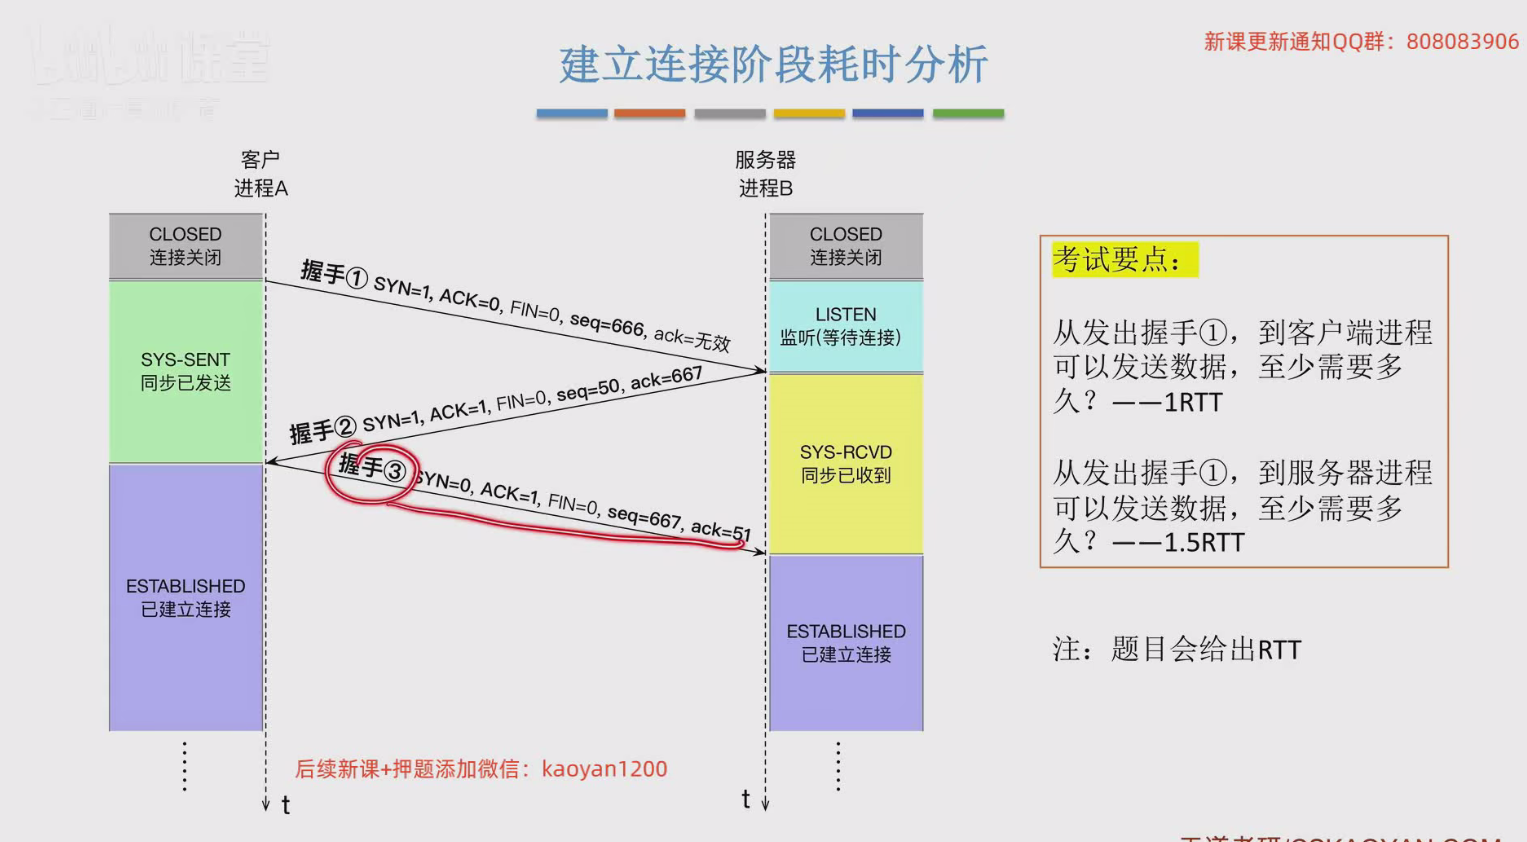 课堂
新课更新通知QQ群：808083906
建立连接阶段耗时分析
客户
进程A
服务器
进程B
CLOSED
连接关闭
SYS-SENT
同步已发送
ESTABLISHED
已建立连接
握手① SYN=1, ACK=0, FIN=0, seq=666, ack=无效
握手② SYN=1, ACK=1, FIN=0, seq=50, ack=667
握手③ SYN=0, ACK=1, FIN=0, seq=667, ack=51
CLOSED
连接关闭
LISTEN
监听(等待连接)
SYS-RCVD
同步已收到
ESTABLISHED
已建立连接
考试要点：
从发出握手①，到客户端进程
可以发送数据，至少需要多
久？——1RTT
从发出握手①，到服务器进程
可以发送数据，至少需要多
久？——1.5RTT
注：题目会给出RTT
后续新课+押题添加微信：kaoyan1200
t
t